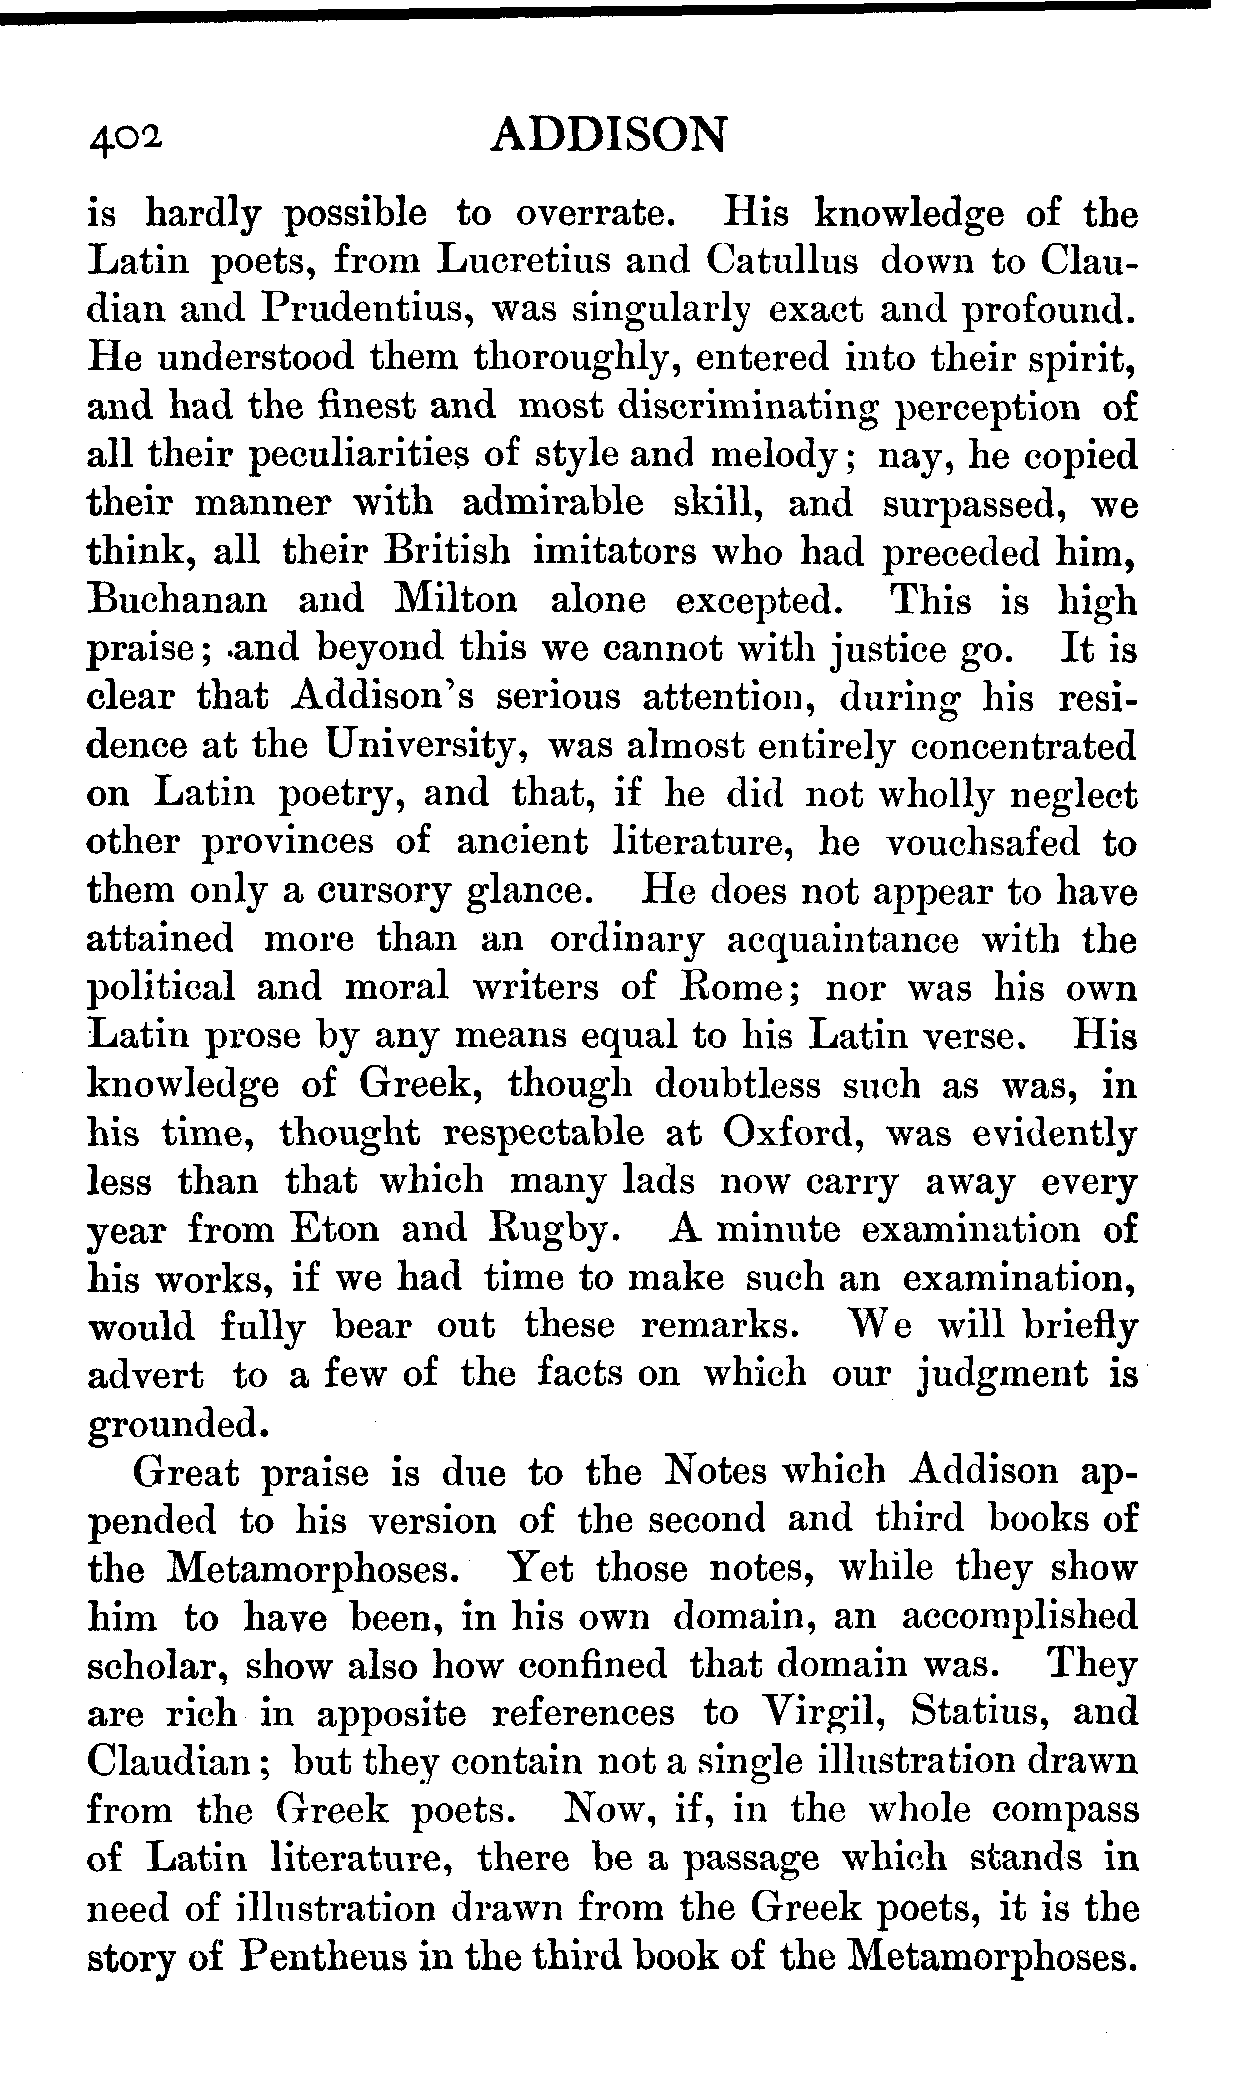 402 ADDISON
is hardly possible to overrate. His knowledge of the
Latin poets, from Lucretius and Catullus down to Clau-
dian and Prudentius, was singularly exact and profound.
He understood them thoroughly, entered into their spirit,
and had the finest and most discriminating perception of
all their peculiarities of style and melody; nay, he copied
their manner with admirable skill, and surpassed, we
think, all their British imitators who had preceded him,
Buchanan and Milton alone excepted. This is high
praise; and beyond this we cannot with justice go. It is
clear that Addison's serious attention, during his resi-
dence at the University, was almost entirely concentrated
on Latin poetry, and that, if he did not wholly neglect
other provinces of ancient literature, he vouchsafed to
them only a cursory glance. He does not appear to have
attained more than an ordinary acquaintance with the
political and moral writers of Rome; nor was his own
Latin prose by any means equal to his Latin verse. His
knowledge of Greek, though doubtless such as was, in
his time, thought respectable at Oxford, was evidently
less than that which many lads now carry away every
year from Eton and Rugby. A minute examination of
his works, if we had time to make such an examination,
would fully bear out these remarks. We will briefly
advert to a few of the facts on which our judgment is
grounded.
Great praise is due to the Notes which Addison ap-
pended to his version of the second and third books of
the Metamorphoses. Yet those notes, while they show
him to have been, in his own domain, an accomplished
scholar, show also how confined that domain was. They
are rich in apposite references to Virgil, Statius, and
Claudian; but they contain not a single illustration drawn
from the Greek poets. Now, if, in the whole compass
of Latin literature, there be a passage which stands in
need of illustration drawn from the Greek poets, it is the
story of Pentheus in the third book of the Metamorphoses.